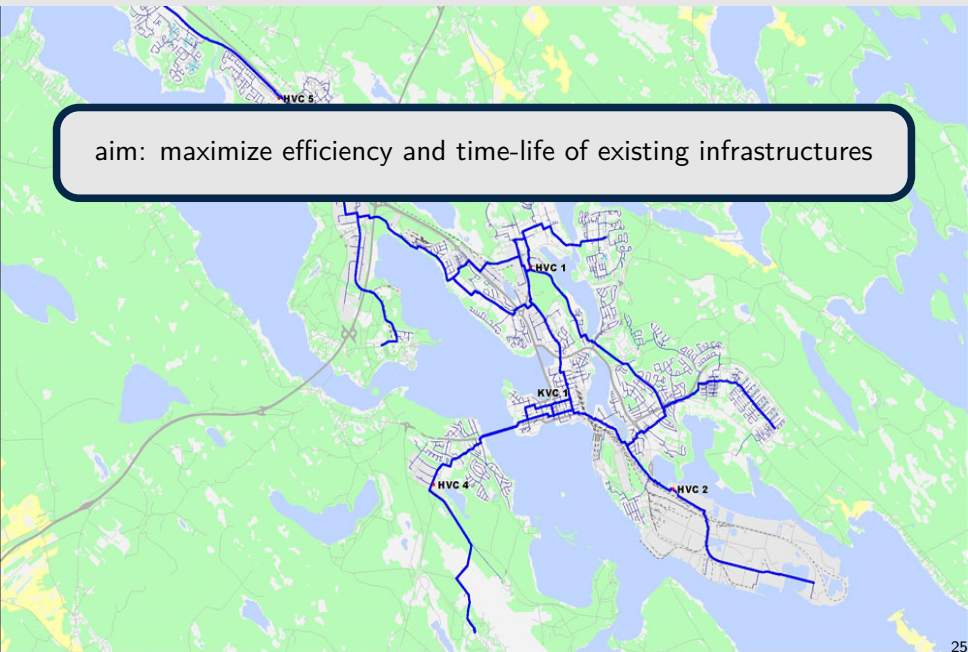 HVC 5
aim: maximize efficiency and time-life of existing infrastructures
HVC 1
KVC 1
HVC 4
HVC 2
25